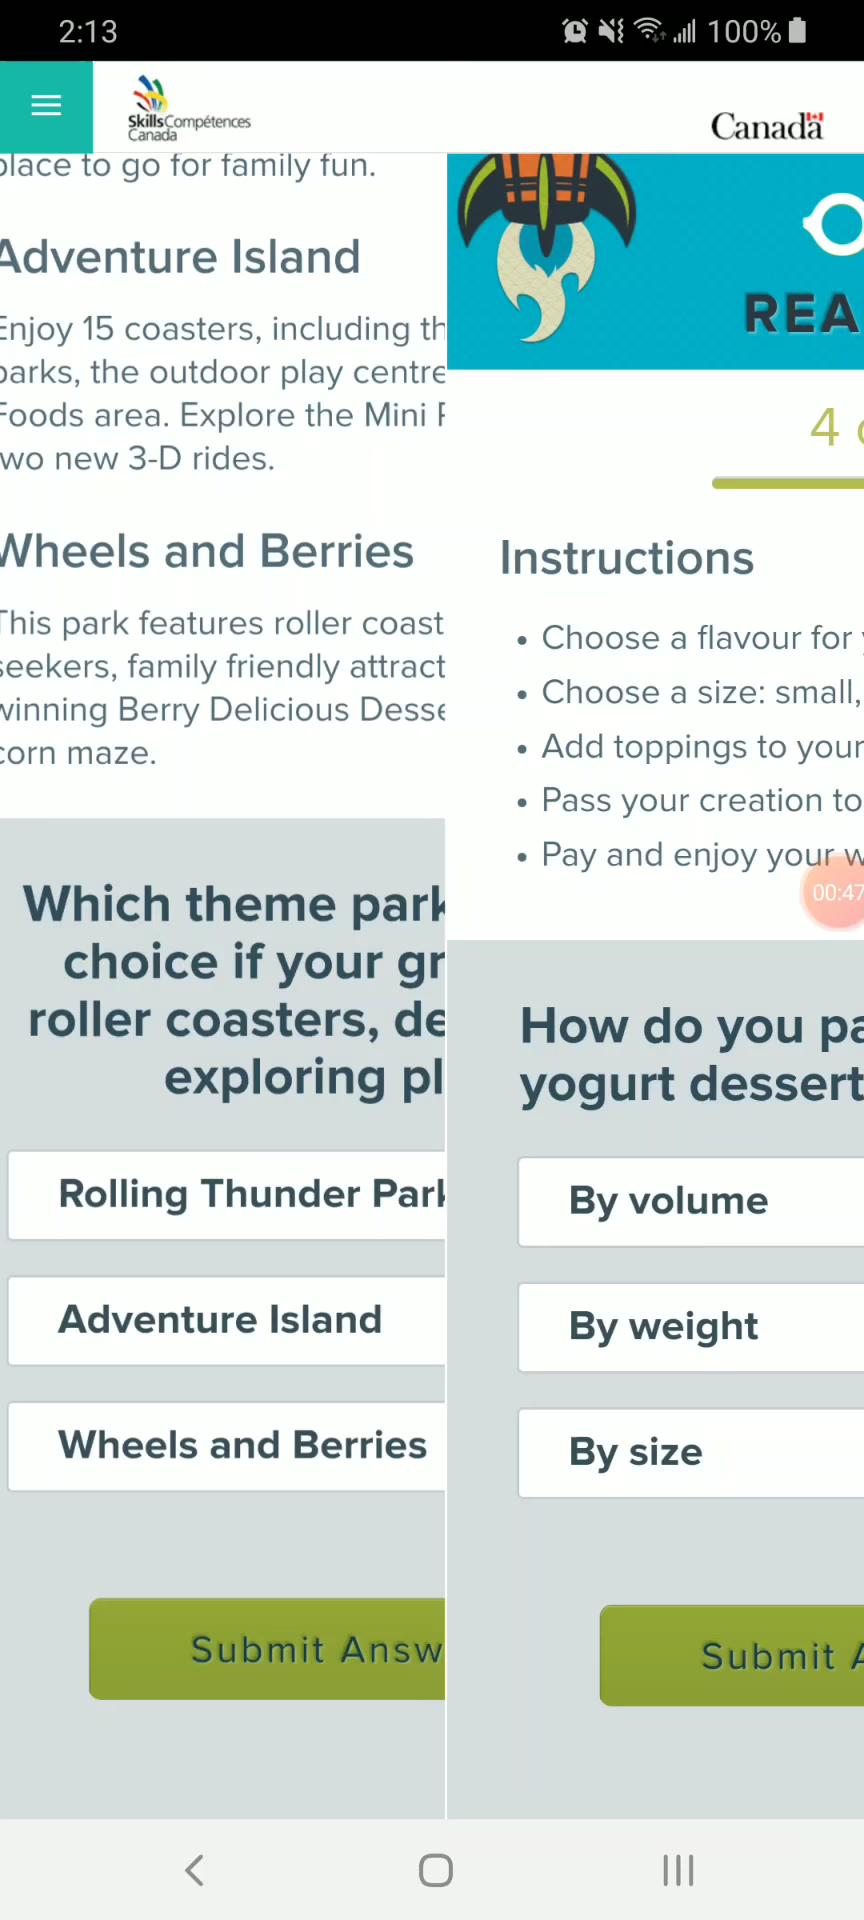 2:13
100%
SkillsCompétences
Canada
Canada
place to go for family fun.
Adventure Island
Enjoy 15 coasters, including th
parks, the outdoor play centre
Foods area. Explore the Mini
two new 3-D rides.
Wheels and Berries
This park features roller coast
seekers, family friendly attract
winning Berry Delicious Desse
corn maze.
Which theme park
choice if your gr
roller coasters, de
exploring pl
Rolling Thunder Park
Adventure Island
Wheels and Berries
Submit Answ
REA
4
Instructions
• Choose a flavour for
• Choose a size: small,
• Add toppings to your
• Pass your creation to
• Pay and enjoy your w
00:47
How do you pa
yogurt dessert
By volume
By weight
By size
Submit A